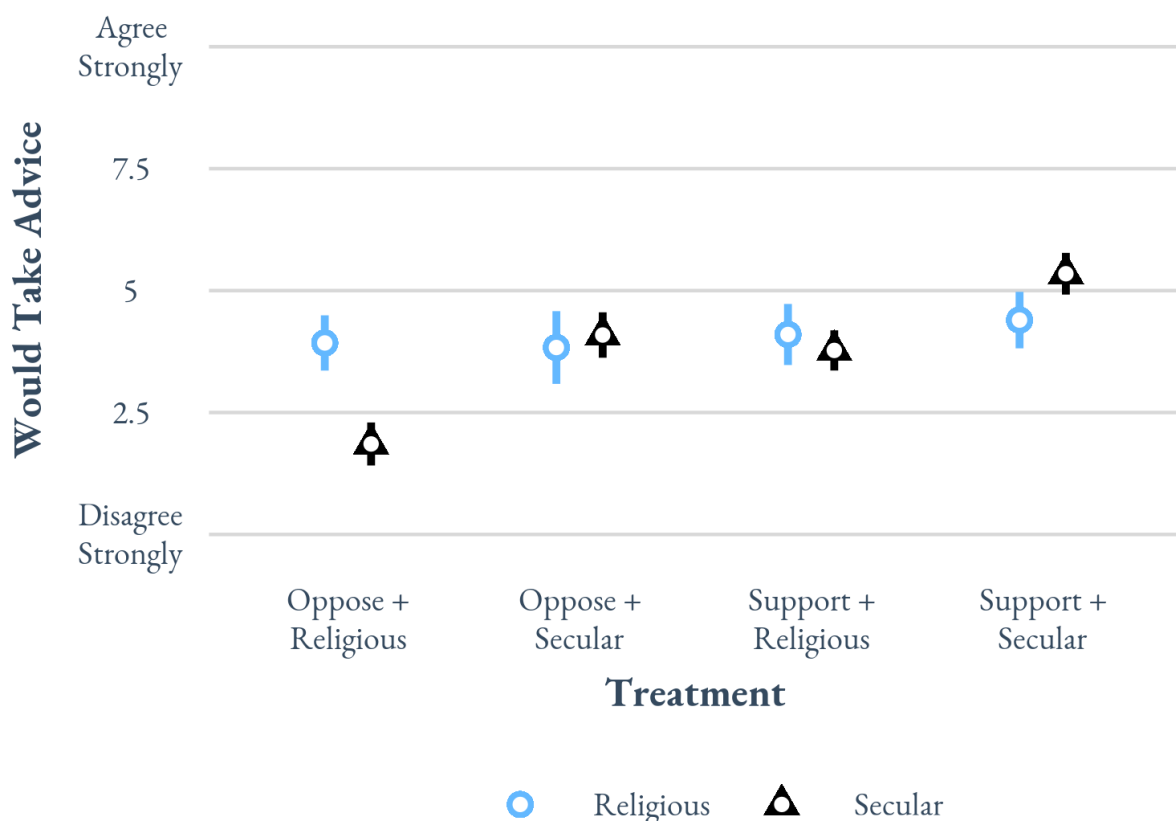 Agree
Strongly
7.5
5
2.5
Disagree
Strongly
Would Take Advice
Oppose +
Religious
Oppose +
Secular
Support +
Religious
Support +
Secular
Treatment
Religious
Secular